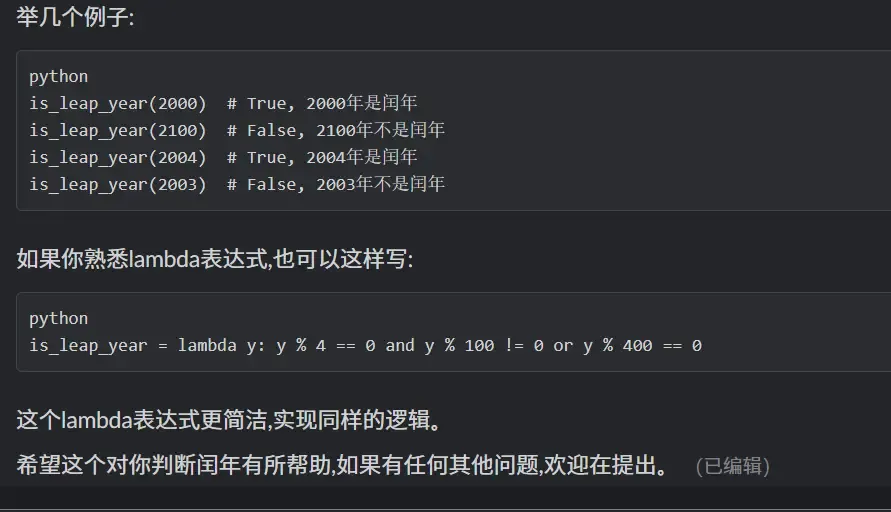 举几个例子:
python
is_leap_year(2000)  # True, 2000年是闰年
is_leap_year(2100)  # False, 2100年不是闰年
is_leap_year(2004)  # True, 2004年是闰年
is_leap_year(2003)  # False, 2003年不是闰年
如果你熟悉lambda表达式,也可以这样写:
python
is_leap_year = lambda y: y % 4 == 0 and y % 100 != 0 or y % 400 == 0
这个lambda表达式更简洁,实现同样的逻辑。
希望这个对你判断闰年有所帮助,如果有任何其他问题,欢迎在提出。 (已编辑)